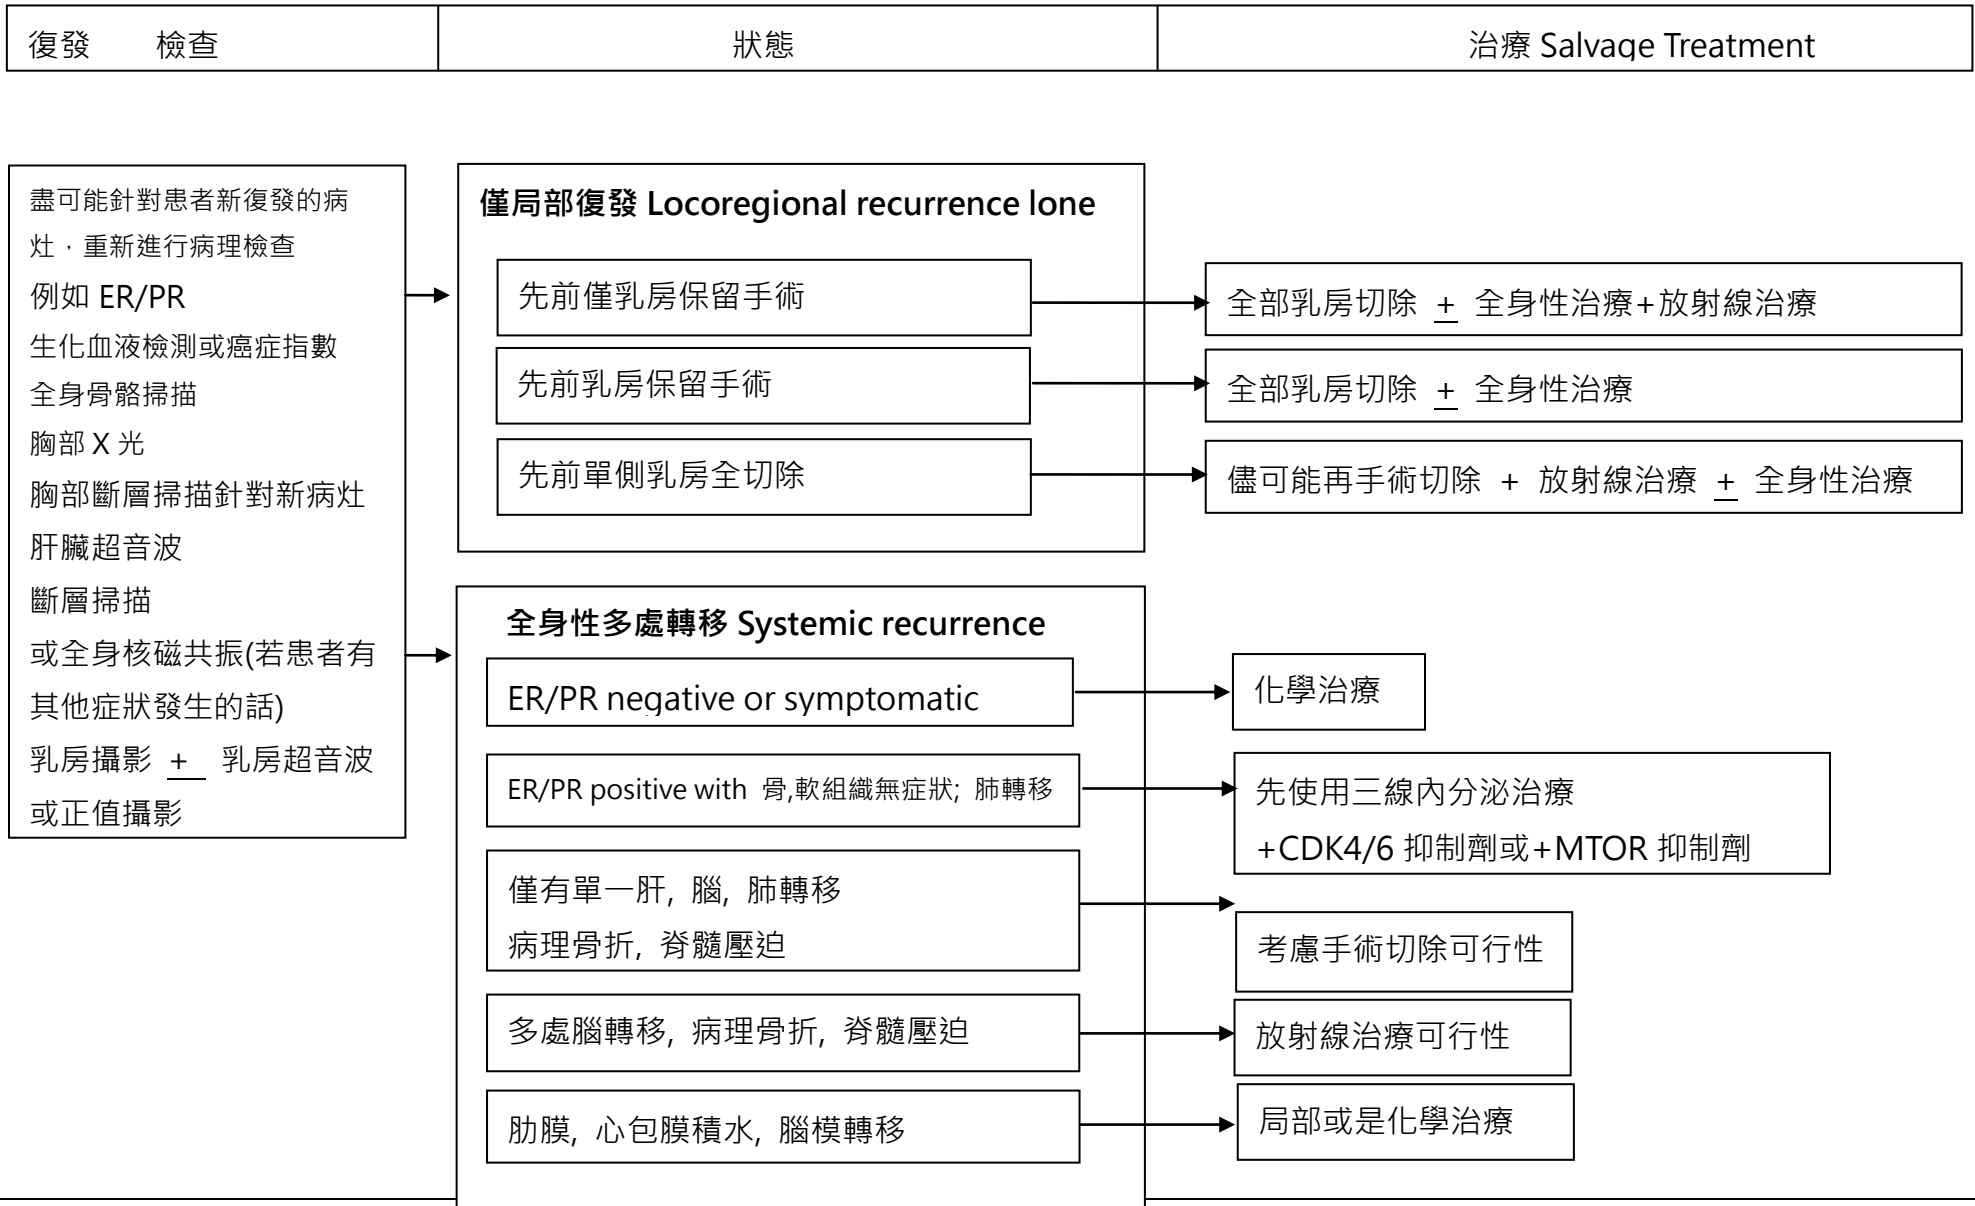 復發 檢查 狀態 治療 Salvage Treatment
盡可能針對患者新復發的病
灶，重新進行病理檢查
例如 ER/PR
生化血液檢測或癌症指數
全身骨骼掃描
胸部 X 光
胸部斷層掃描針對新病灶
肝臟超音波
斷層掃描
或全身核磁共振(若患者有
其他症狀發生的話)
乳房攝影 + 乳房超音波
或正值攝影
僅局部復發 Locoregional recurrence lone
先前僅乳房保留手術
全部乳房切除 + 全身性治療+放射線治療
先前乳房保留手術
全部乳房切除 + 全身性治療
先前單側乳房全切除
儘可能再手術切除 + 放射線治療 + 全身性治療
全身性多處轉移 Systemic recurrence
ER/PR negative or symptomatic
化學治療
ER/PR positive with 骨,軟組織無症狀; 肺轉移
先使用三線內分泌治療
+CDK4/6 抑制劑或+MTOR 抑制劑
僅有單一肝, 腦, 肺轉移
病理骨折, 脊髓壓迫
考慮手術切除可行性
多處腦轉移, 病理骨折, 脊髓壓迫
放射線治療可行性
肋膜, 心包膜積水, 腦模轉移
局部或是化學治療